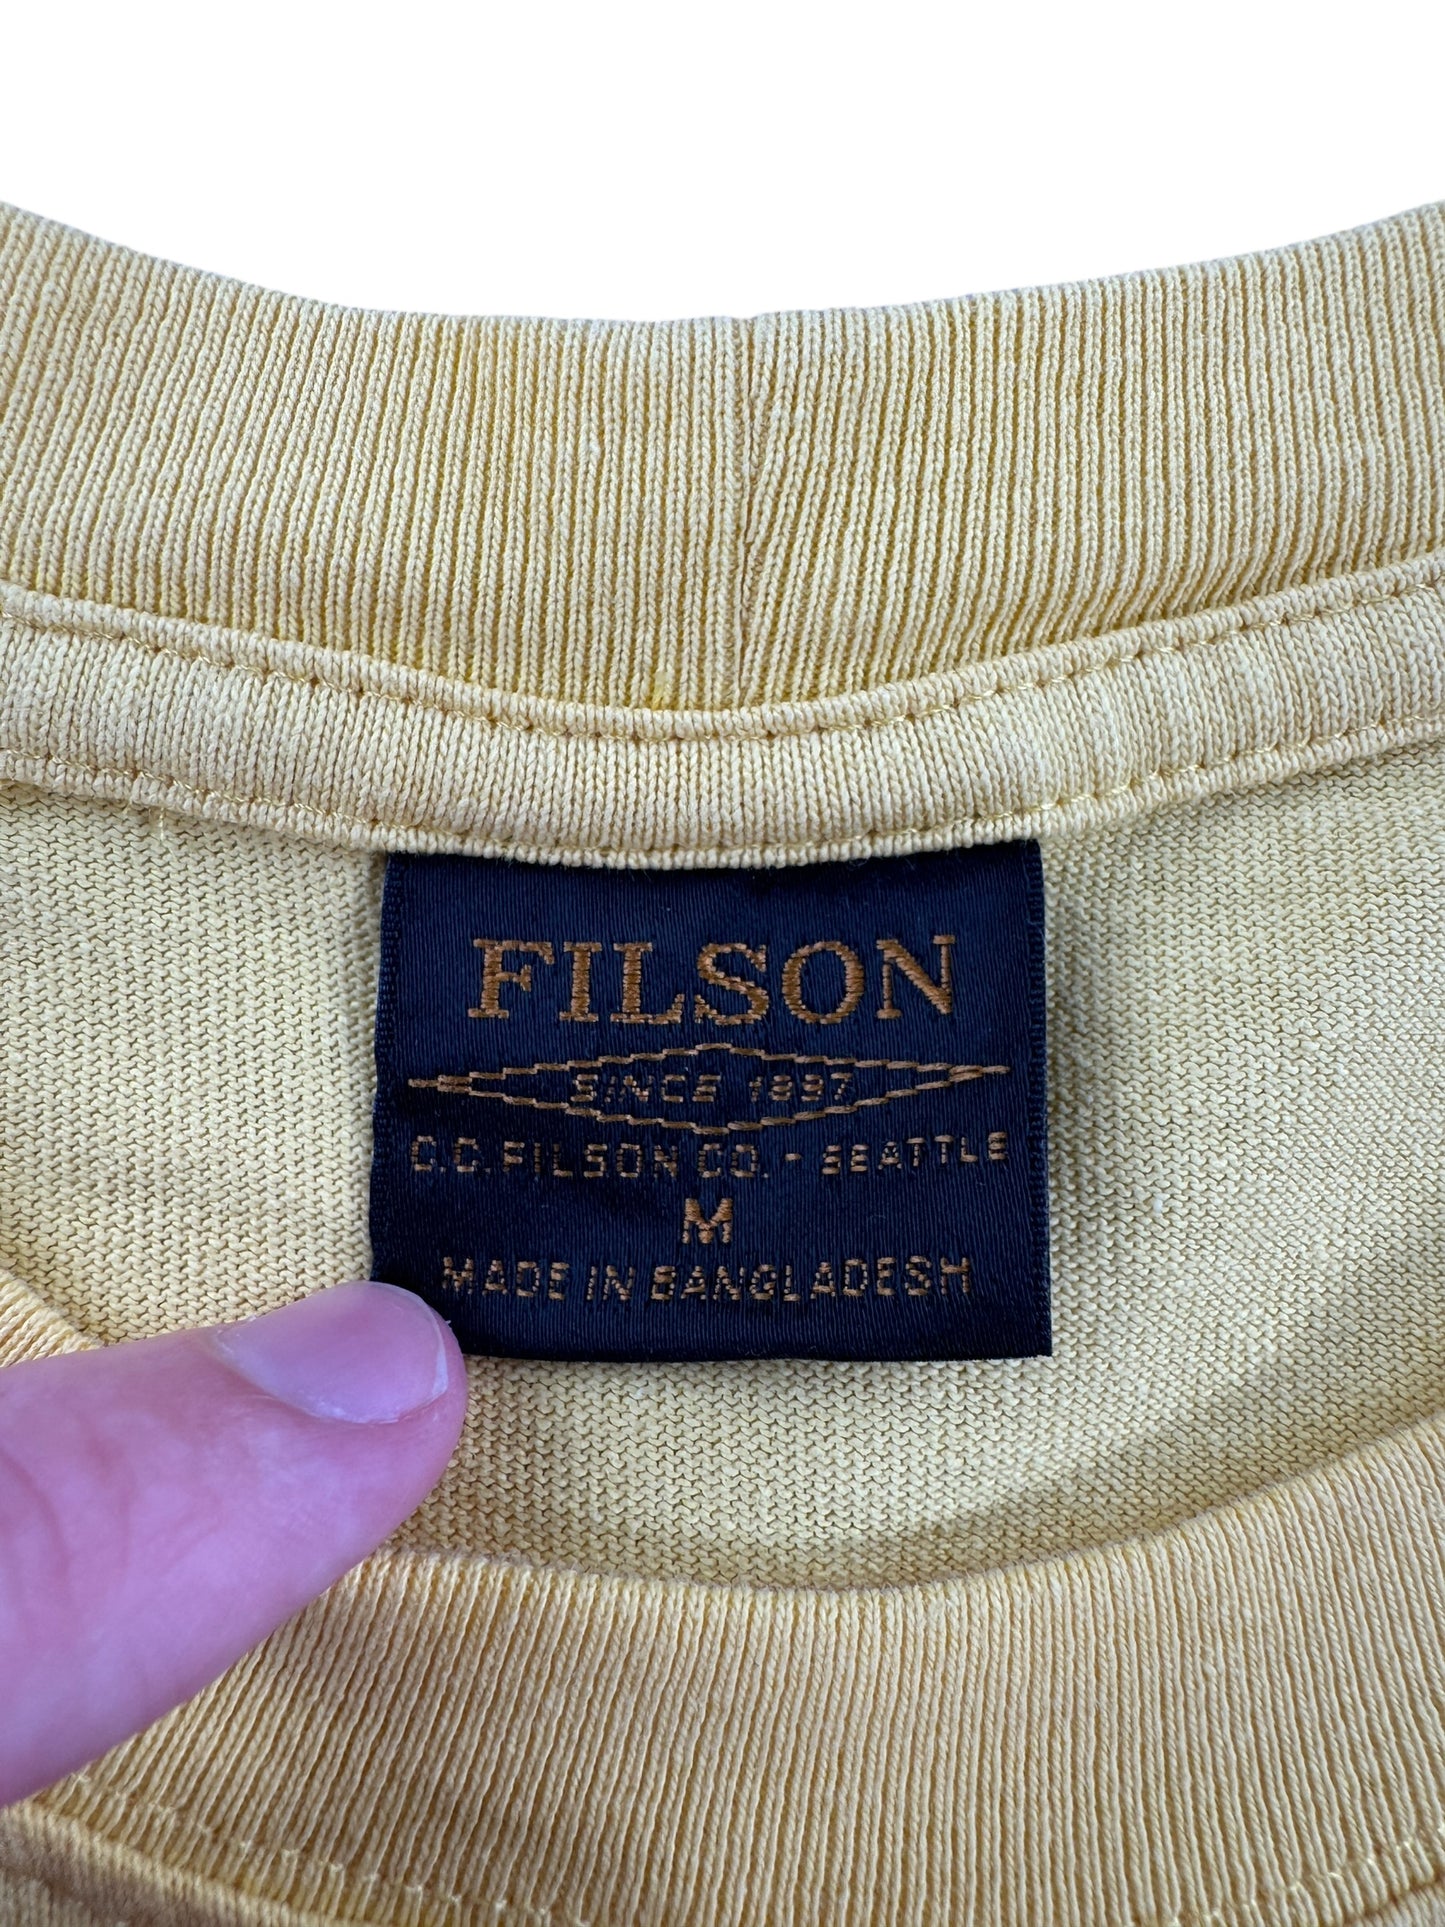 FILSON
SINCE 1897
C.C. FILSON CO. - SEATTLE
M
MADE IN BANGLADESH